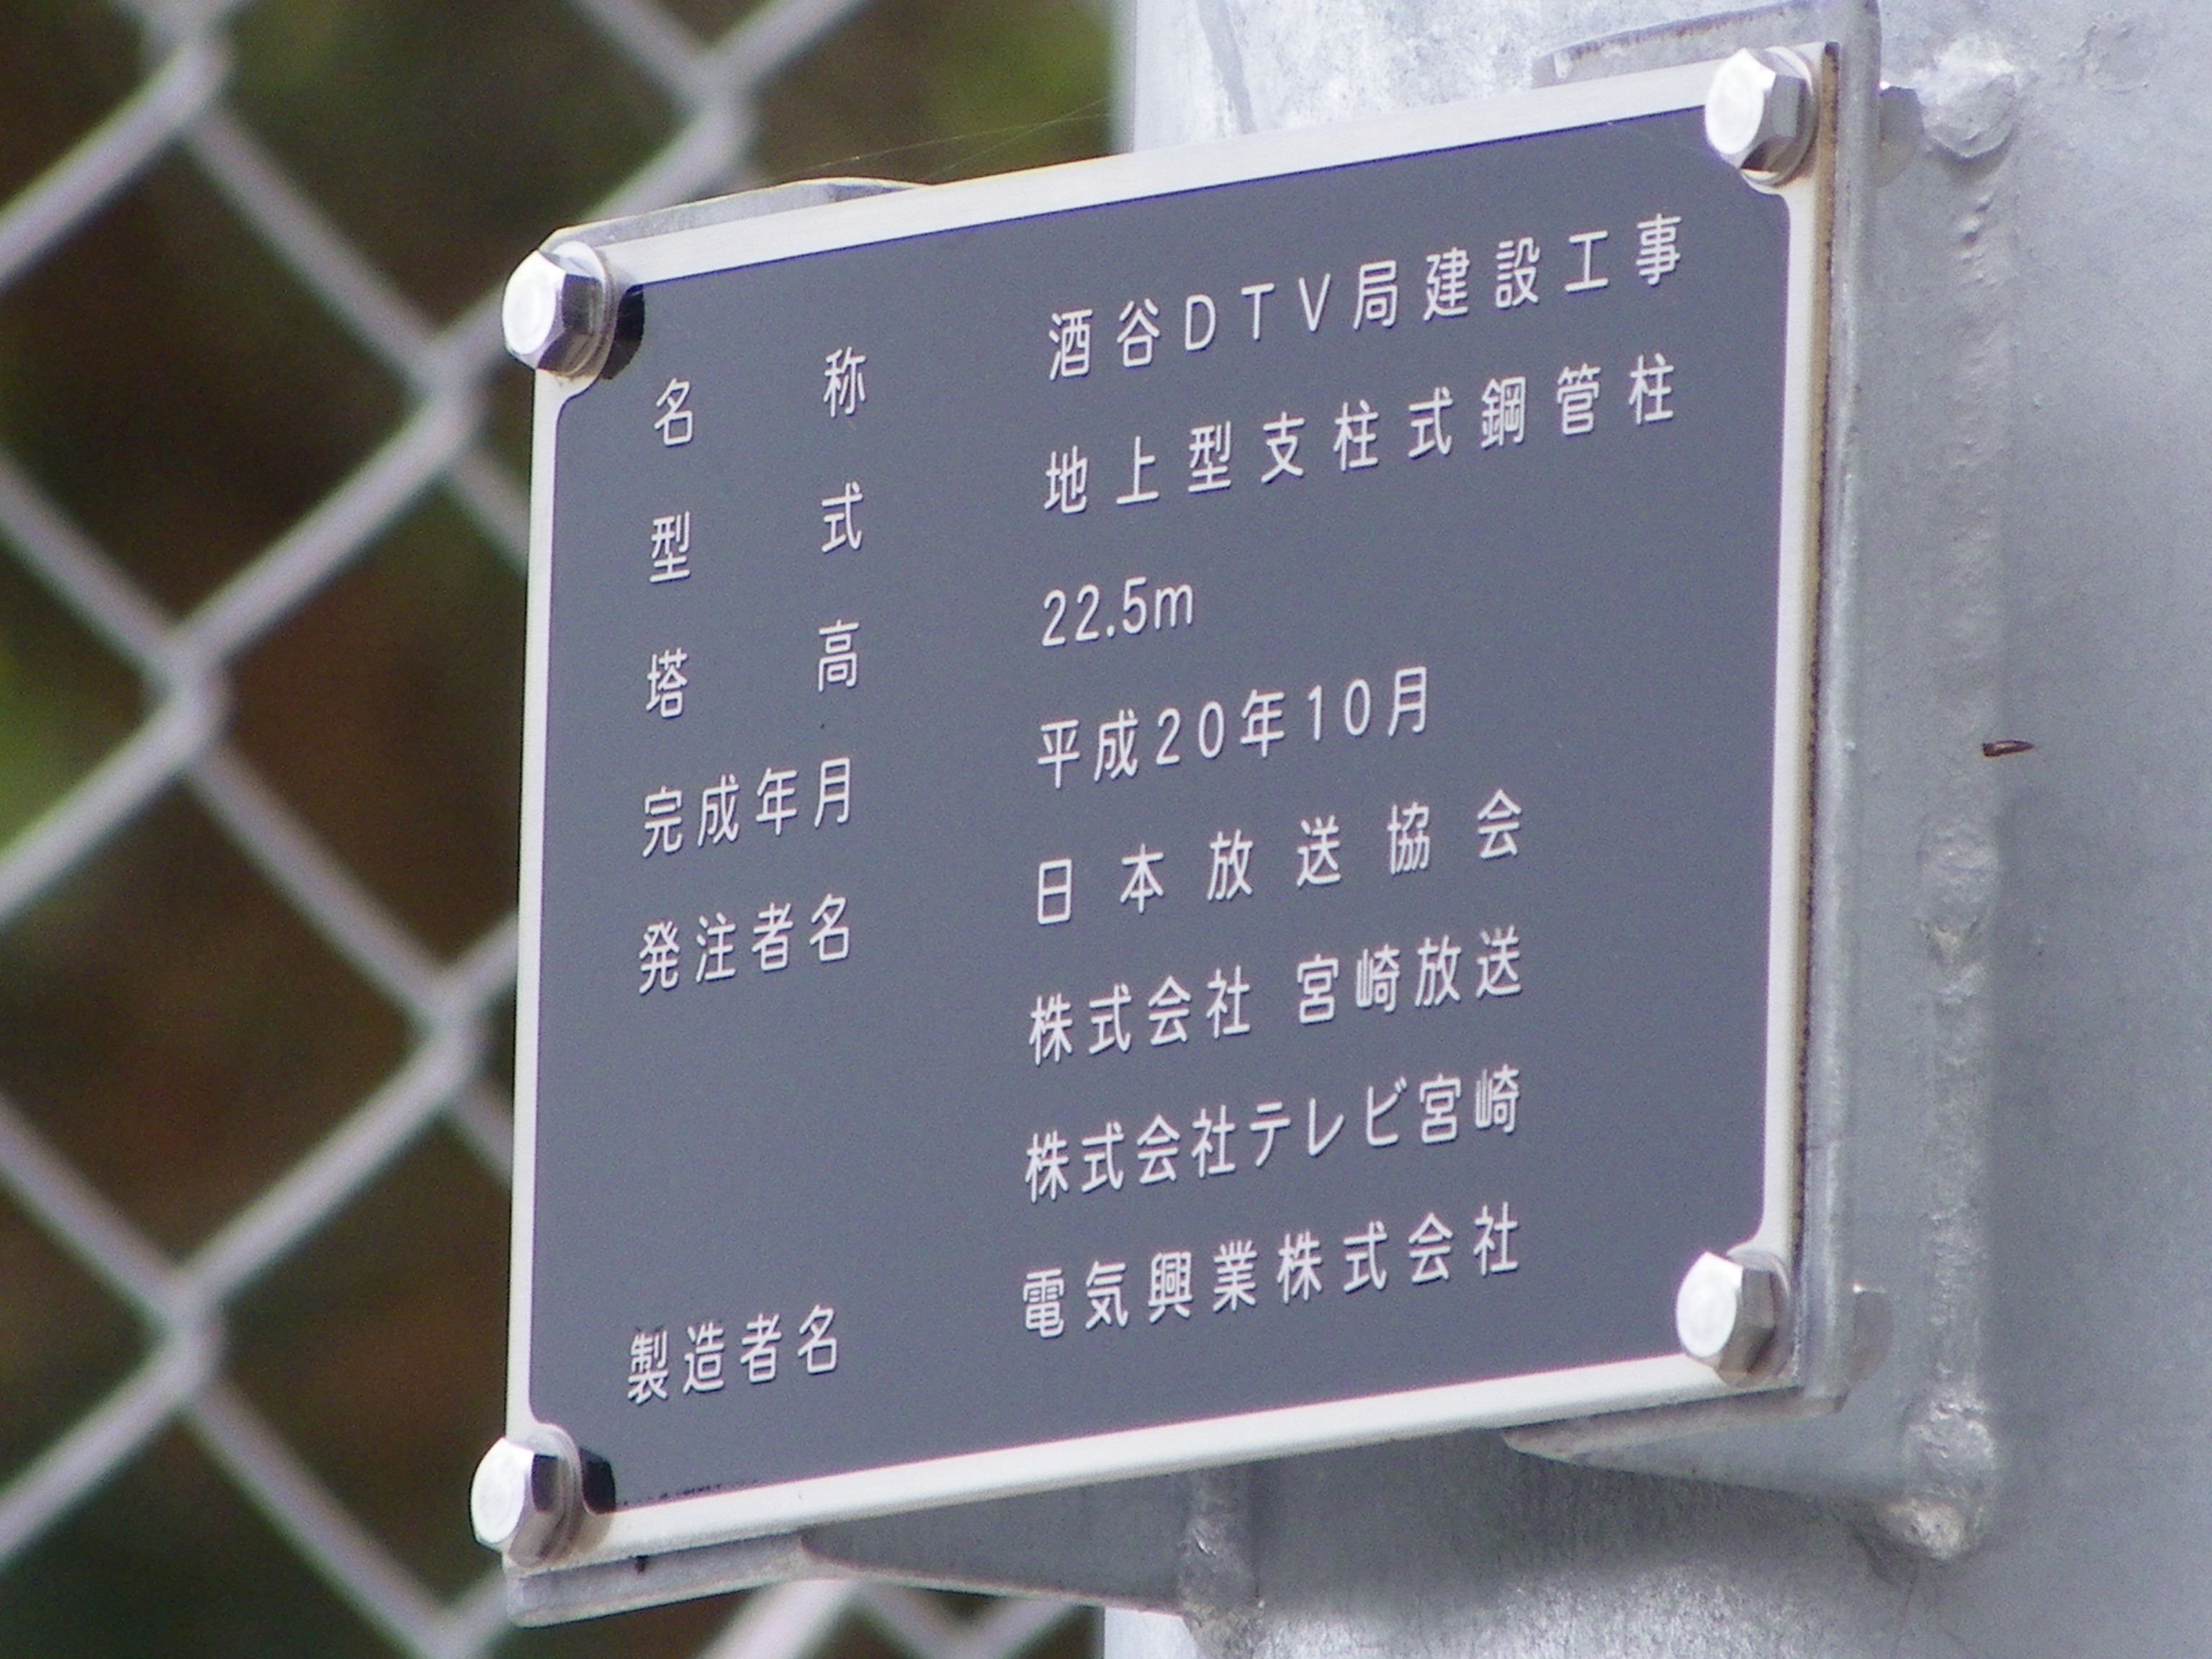 名称 酒谷DTV局建設工事
型式 地上型支柱式鋼管柱
塔高 22.5m
完成年月 平成20年10月
発注者名 日本放送協会
株式会社 宮崎放送
株式会社テレビ宮崎
製造者名 電気興業株式会社